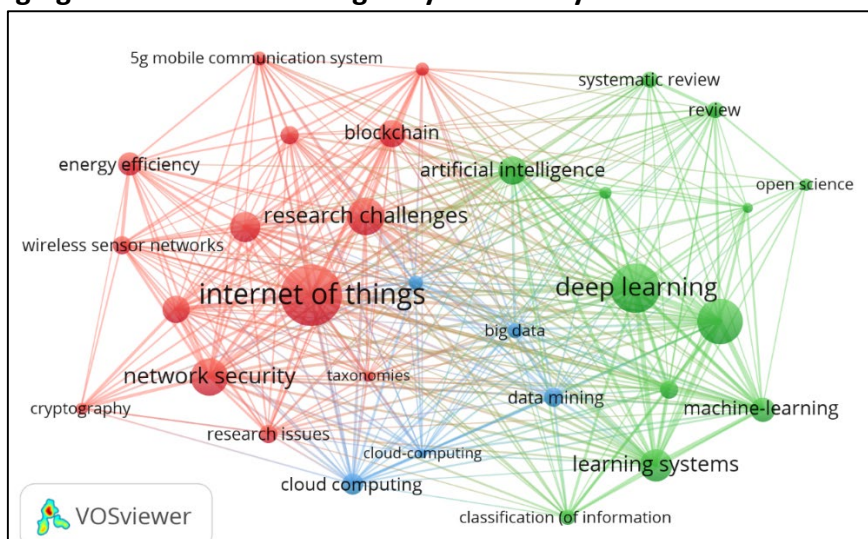 5g mobile communication system
systematic review
review
blockchain
energy efficiency
artificial intelligence
open science
research challenges
wireless sensor networks
internet of things
deep learning
big data
network security
taxonomies
data mining
cryptography
machine-learning
research issues
cloud-computing
learning systems
cloud computing
classification (of information
VOSviewer